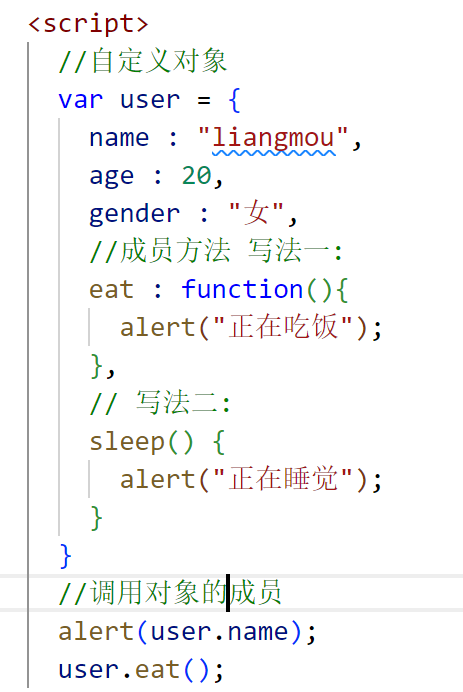 <script>
//自定义对象
var user = {
name : "liangmou",
age : 20,
gender : "女",
//成员方法 写法一:
eat : function(){
alert("正在吃饭");
},
// 写法二:
sleep() {
alert("正在睡觉");
}
}
//调用对象的成员
alert(user.name);
user.eat();